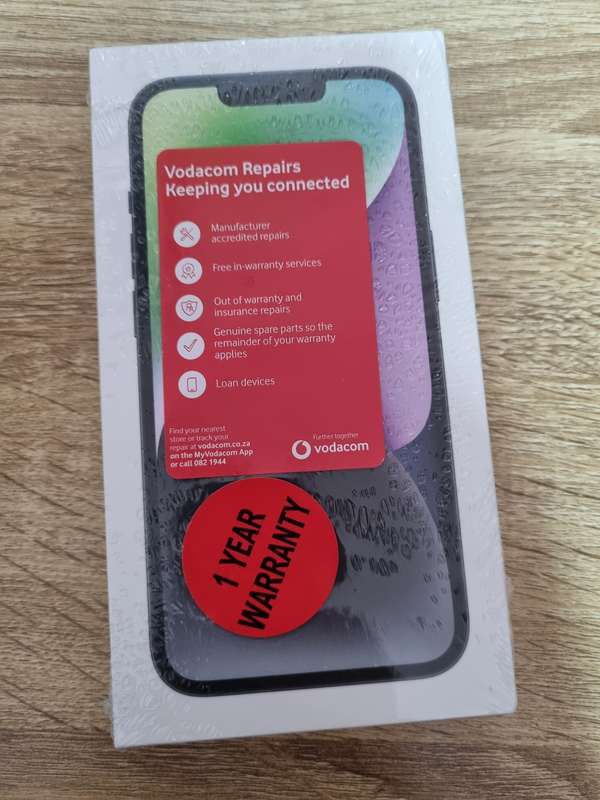 Vodacom Repairs
Keeping you connected
Manufacturer
accredited repairs
Free in-warranty services
Out of warranty and
insurance repairs
Genuine spare parts so the
remainder of your warranty
applies
Loan devices
Find your nearest
store or track your
repair at vodacom.co.za
on the MyVodacom App
or call 082 1944
Further together
vodacom
1 YEAR
WARRANTY